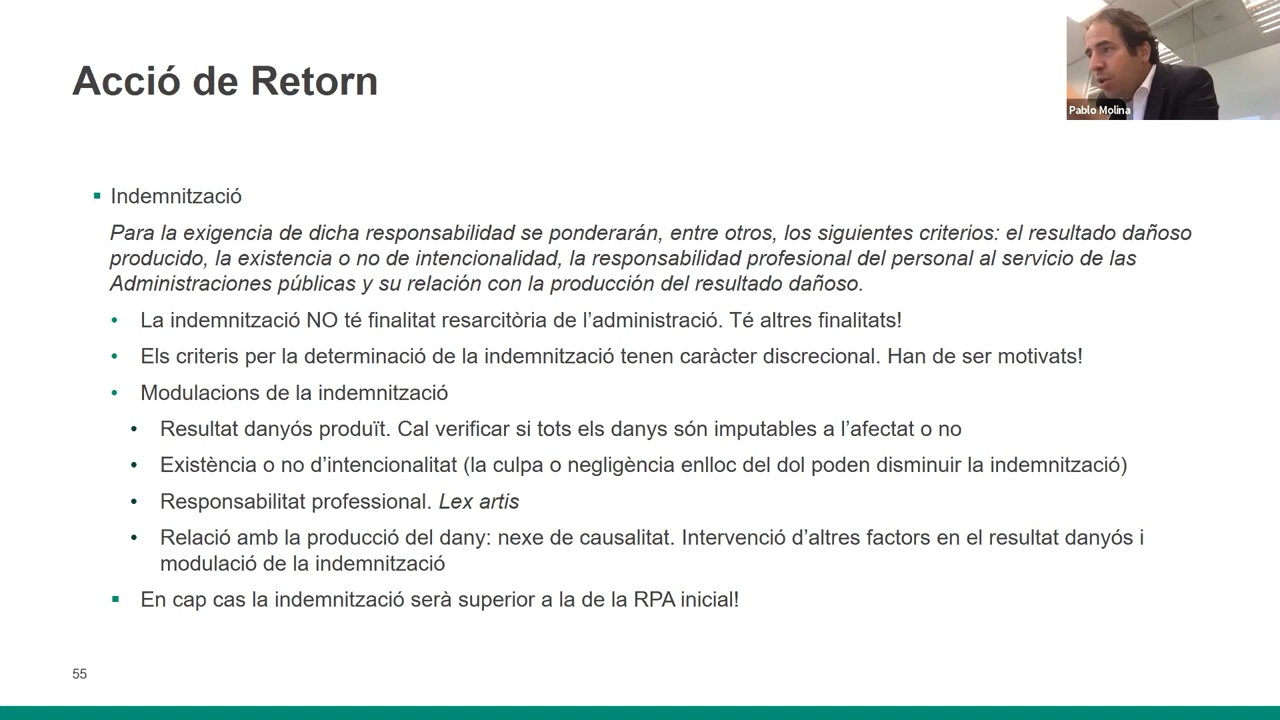 Acció de Retorn
Pablo Molina
▪ Indemnització
Para la exigencia de dicha responsabilidad se ponderarán, entre otros, los siguientes criterios: el resultado dañoso
producido, la existencia o no de intencionalidad, la responsabilidad profesional del personal al servicio de las
Administraciones públicas y su relación con la producción del resultado dañoso.
• La indemnització NO té finalitat resarcitòria de l’administració. Té altres finalitats!
• Els criteris per la determinació de la indemnització tenen caràcter discrecional. Han de ser motivats!
• Modulacions de la indemnització
• Resultat danyós produït. Cal verificar si tots els danys són imputables a l’afectat o no
• Existència o no d’intencionalitat (la culpa o negligència enlloc del dol poden disminuir la indemnització)
• Responsabilitat professional. Lex artis
• Relació amb la producció del dany: nexe de causalitat. Intervenció d’altres factors en el resultat danyós i
modulació de la indemnització
▪ En cap cas la indemnització serà superior a la de la RPA inicial!
55